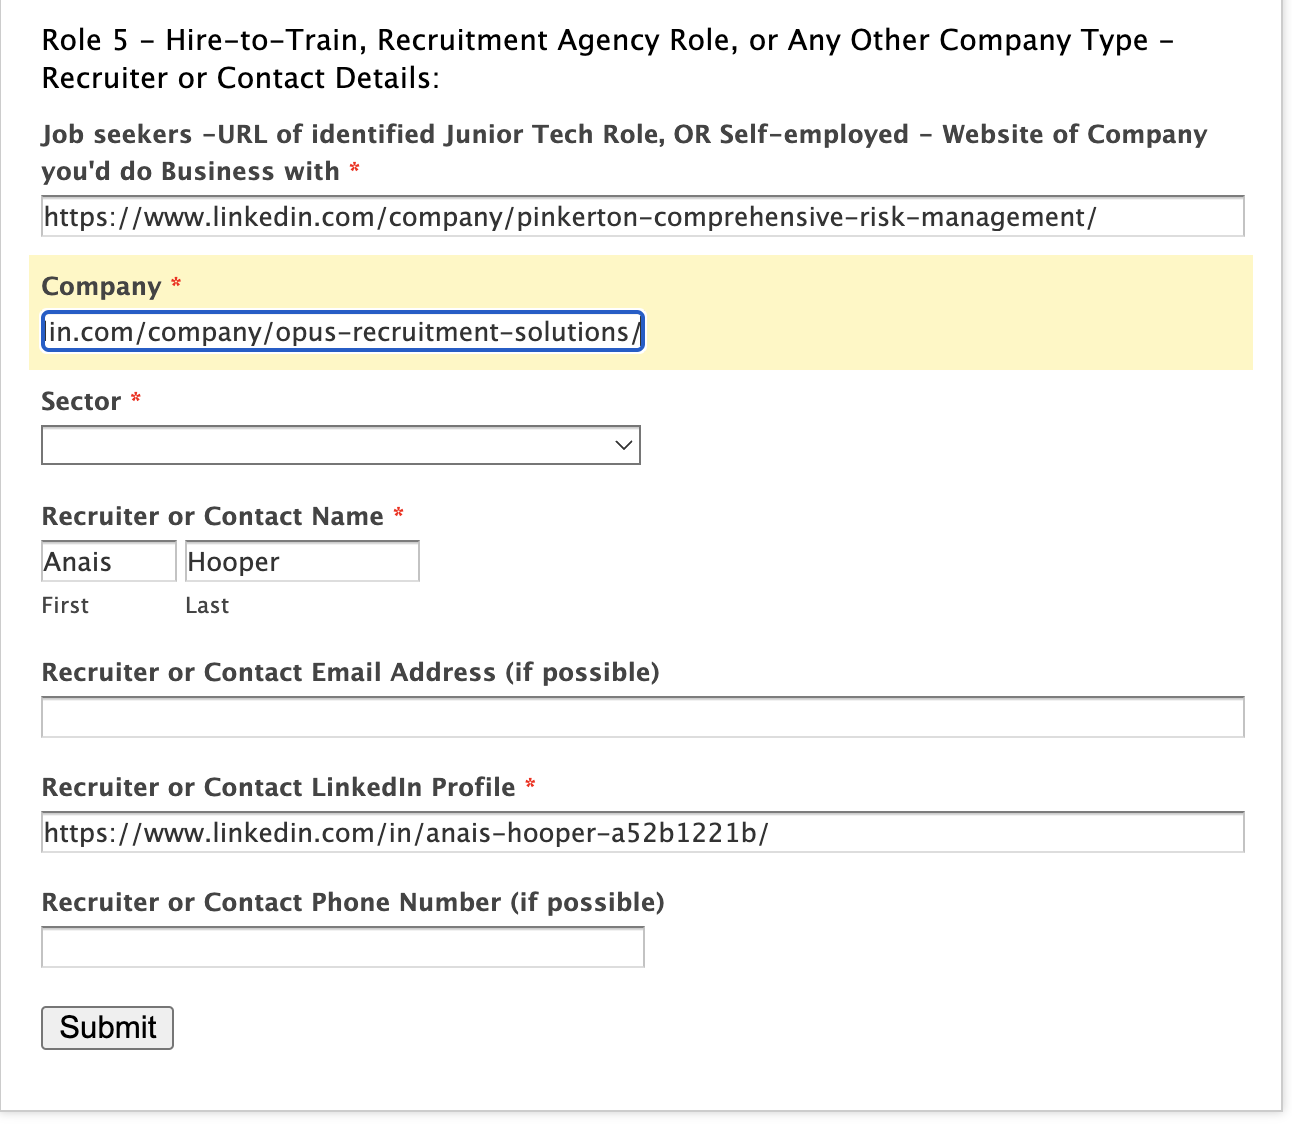 Role 5 - Hire-to-Train, Recruitment Agency Role, or Any Other Company Type -
Recruiter or Contact Details:
Job seekers -URL of identified Junior Tech Role, OR Self-employed - Website of Company
you'd do Business with *
https://www.linkedin.com/company/pinkerton-comprehensive-risk-management/
Company *
in.com/company/opus-recruitment-solutions/
Sector *
Recruiter or Contact Name *
Anais Hooper
First Last
Recruiter or Contact Email Address (if possible)
Recruiter or Contact LinkedIn Profile *
https://www.linkedin.com/in/anais-hooper-a52b1221b/
Recruiter or Contact Phone Number (if possible)
Submit